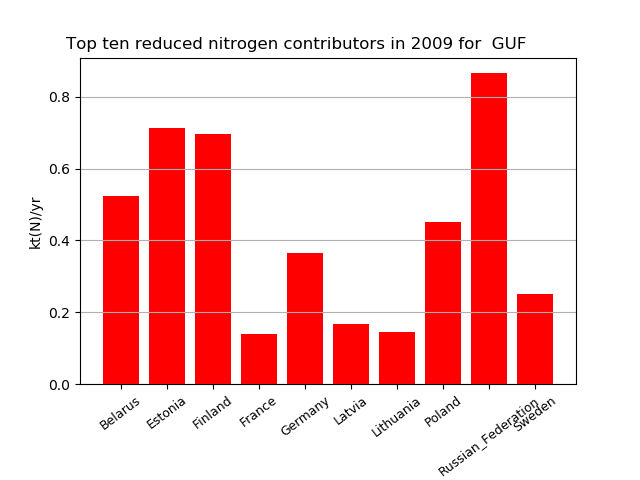 Top ten reduced nitrogen contributors in 2009 for  GUF
kt(N)/yr
0.8
0.6
0.4
0.2
0.0
Belarus
Estonia
Finland
France
Germany
Latvia
Lithuania
Poland
Russian_Federation
Sweden